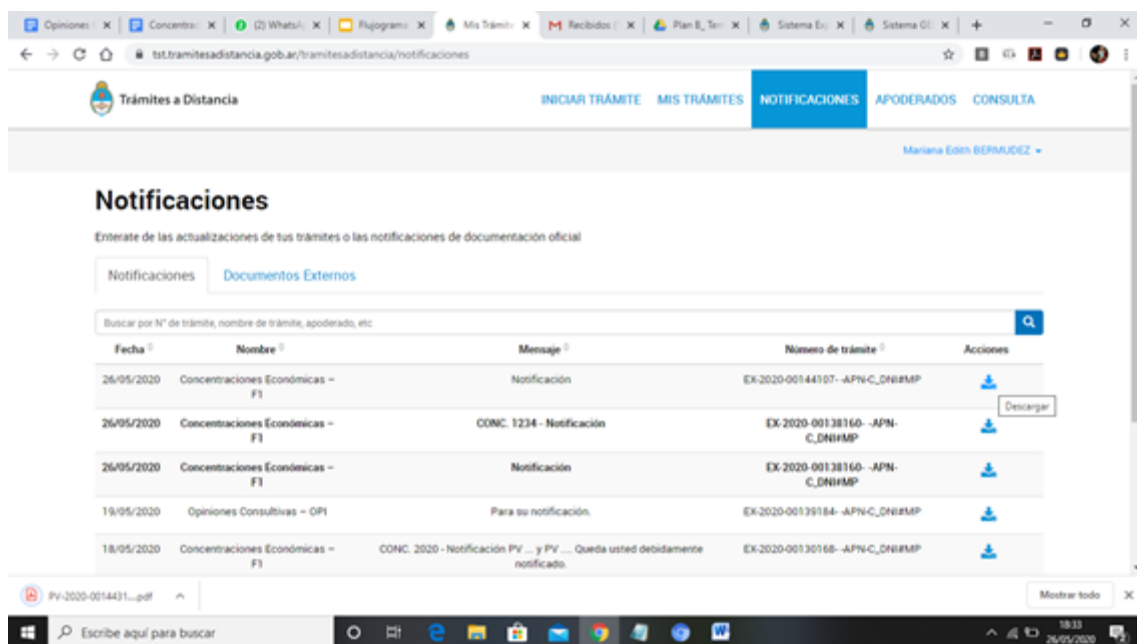 Opiniones
Concentrac
(2) WhatsA
Flujograma
Mis Trámite
Recibidos (
Plan B_ Ter
Sistema Ex
Sistema GE
tst.tramitesadistancia.gob.ar/tramitesadistancia/notificaciones
Trámites a Distancia
INICIAR TRÁMITE MIS TRÁMITES NOTIFICACIONES APODERADOS CONSULTA
Mariana Edith BERMUDEZ
Notificaciones
Enterate de las actualizaciones de tus trámites o las notificaciones de documentación oficial
Notificaciones Documentos Externos
Buscar por N° de trámite, nombre de trámite, apoderado, etc
Fecha Nombre Mensaje Número de trámite Acciones
26/05/2020 Concentraciones Económicas – Notificación EX-2020-00144107- -APN-C_DNI#MP
F1
Descargar
26/05/2020 Concentraciones Económicas – CONC. 1234 - Notificación EX-2020-00138160- -APN-
F1 C_DNI#MP
26/05/2020 Concentraciones Económicas – Notificación EX-2020-00138160- -APN-
F1 C_DNI#MP
19/05/2020 Opiniones Consultivas – OPI Para su notificación. EX-2020-00139184- -APN-C_DNI#MP
18/05/2020 Concentraciones Económicas – CONC. 2020 - Notificación PV ... y PV .... Queda usted debidamente EX-2020-00130168- -APN-C_DNI#MP
F1 notificado.
PV-2020-0014431....pdf Mostrar todo
Escribe aquí para buscar
18:33
26/05/2020